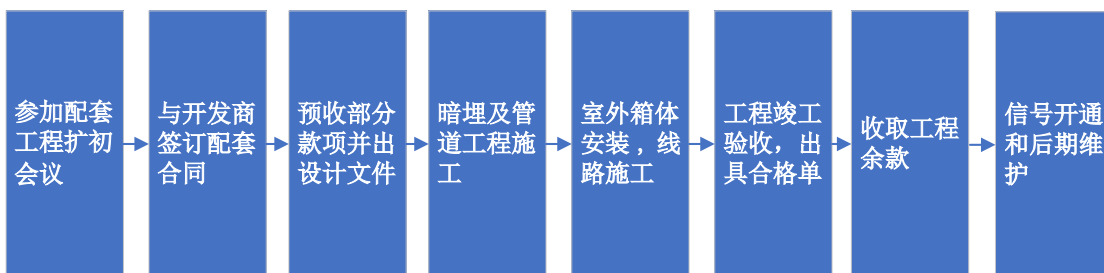 参加配套
工程扩初
会议
与开发商
签订配套
合同
预收部分
款项并出
设计文件
暗埋及管
道工程施
工
室外箱体
安装，线
路施工
工程竣工
验收，出
具合格单
收取工程
余款
信号开通
和后期维
护